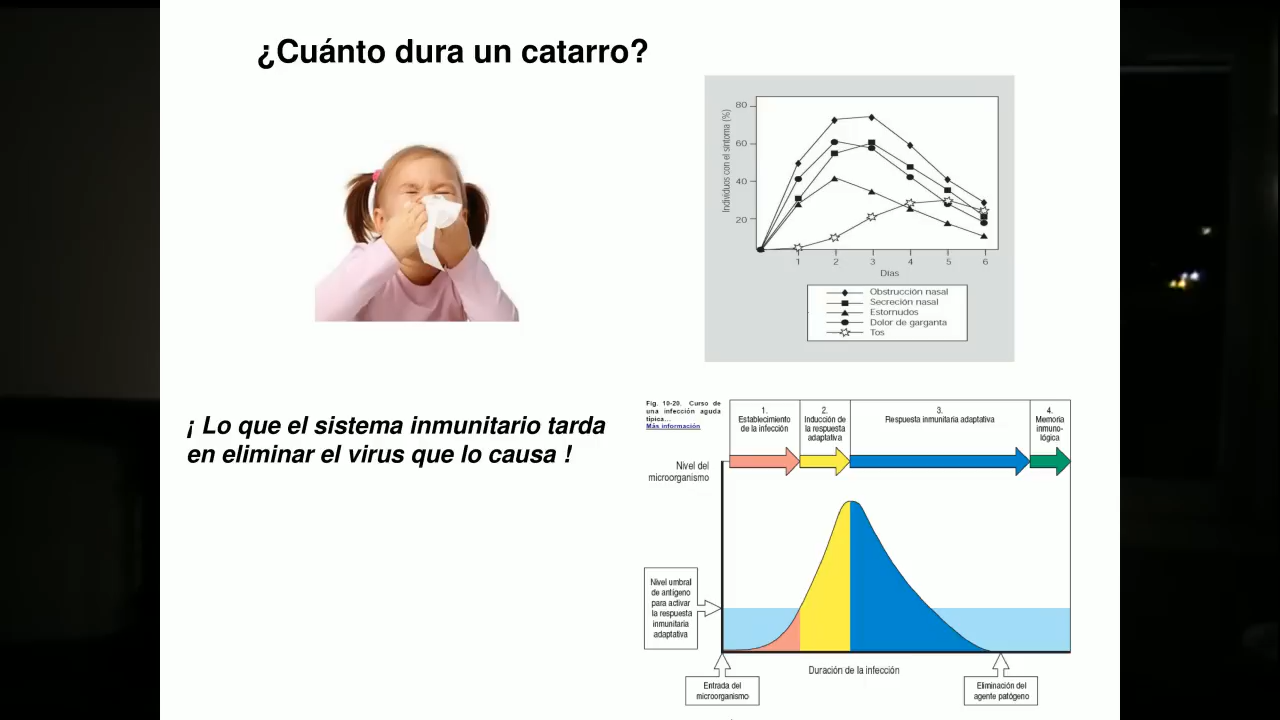 ¿Cuánto dura un catarro?
Individuos con el síntoma (%)
80
60
40
20
1 2 3 4 5 6
Días
Obstrucción nasal
Secreción nasal
Estornudos
Dolor de garganta
Tos
¡ Lo que el sistema inmunitario tarda
en eliminar el virus que lo causa !
Fig. 10-20. Curso de
una infección aguda
típica...
Más información
1.
Establecimiento
de la infección
2.
Inducción de
la respuesta
adaptativa
3.
Respuesta inmunitaria adaptativa
4.
Memoria
inmuno-
lógica
Nivel del
microorganismo
Nivel umbral
de antígeno
para activar
la respuesta
inmunitaria
adaptativa
Duración de la infección
Entrada del
microorganismo
Eliminación del
agente patógeno